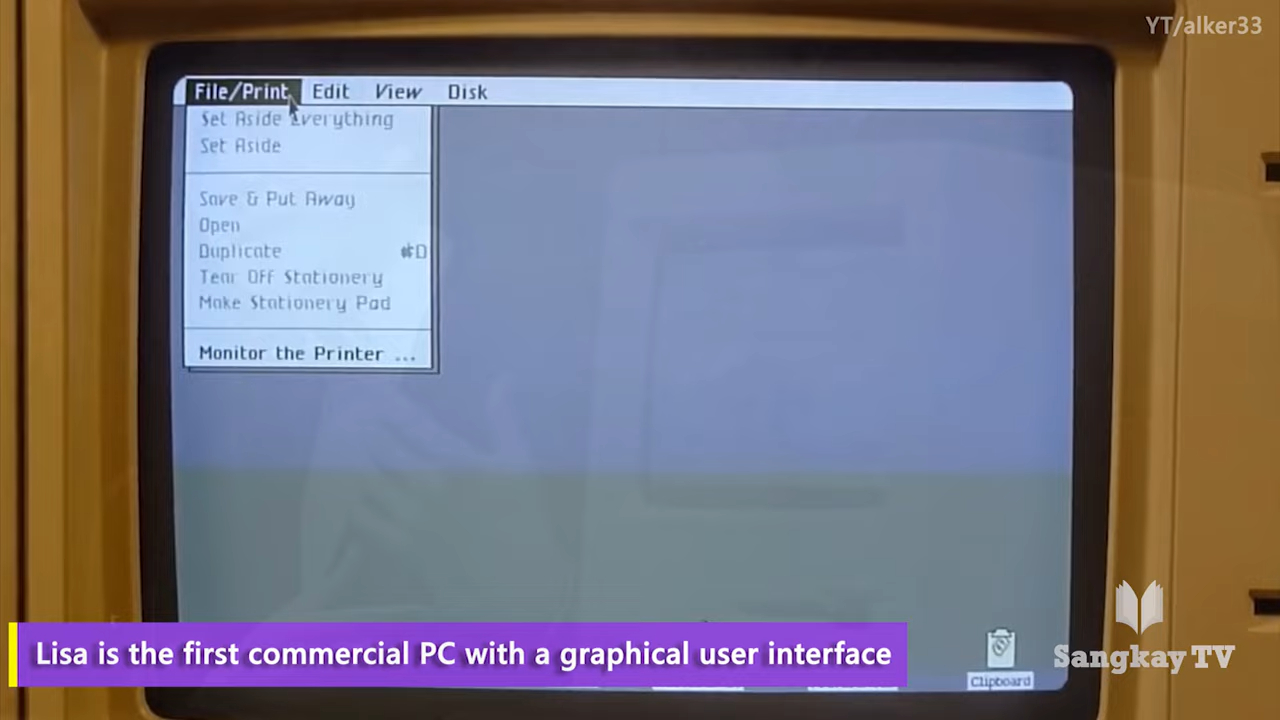 YT/alker33
File/Print Edit View Disk
Set Aside Everything
Set Aside
Save & Put Away
Open
Duplicate D
Tear Off Stationery
Make Stationery Pad
Monitor the Printer ...
Lisa is the first commercial PC with a graphical user interface
Clipboard
Sangkay TV